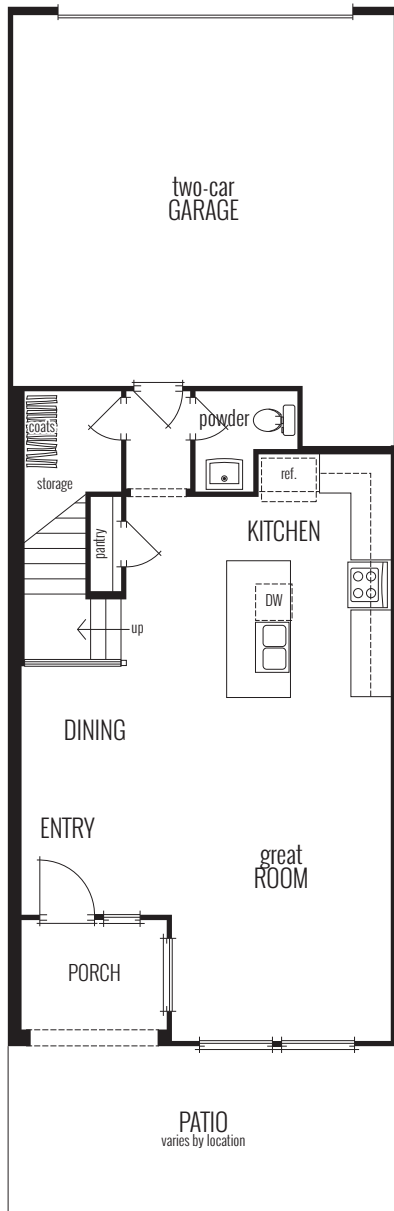 two-car
GARAGE
powder
coats
storage
ref.
KITCHEN
pantry
DW
up
DINING
ENTRY
great
ROOM
PORCH
PATIO
varies by location